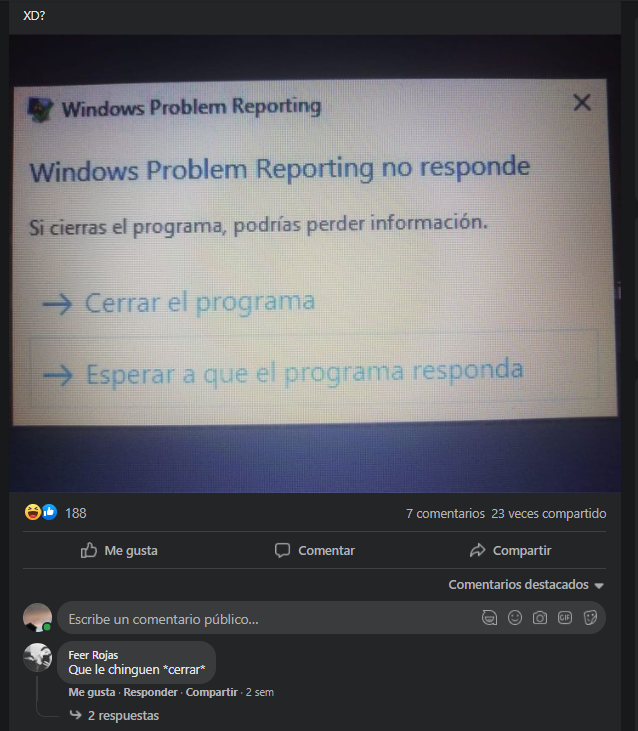 XD?
Windows Problem Reporting
Windows Problem Reporting no responde
Si cierras el programa, podrías perder información.
→ Cerrar el programa
→ Esperar a que el programa responda
188
7 comentarios 23 veces compartido
Me gusta
Comentar
Compartir
Comentarios destacados
Escribe un comentario público...
GIF
Feer Rojas
Que le chinguen *cerrar*
Me gusta · Responder · Compartir · 2 sem
2 respuestas